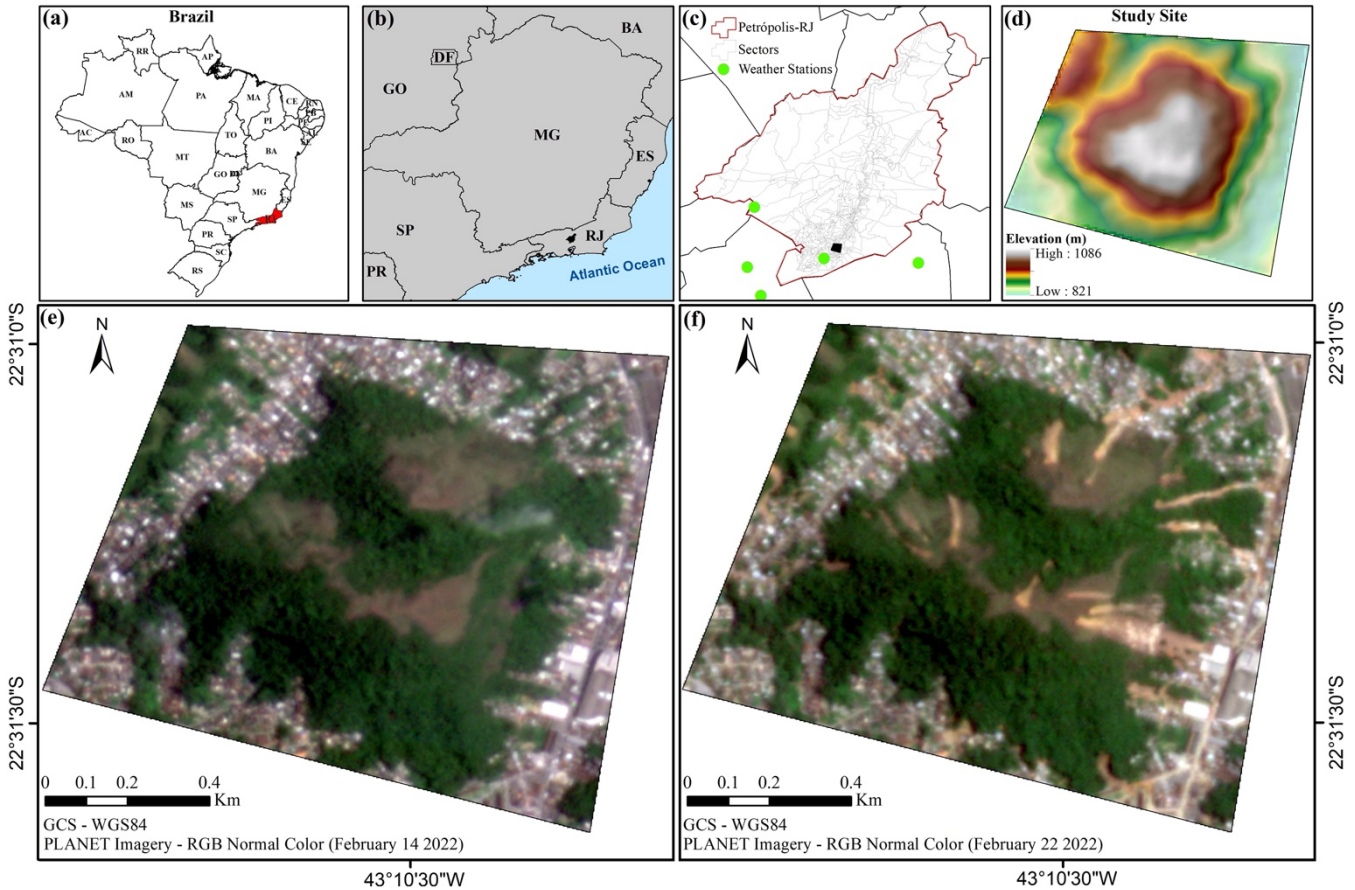 (a)
Brazil
RR
AP
AM
PA
MA
CE
RN
PI
AC
RO
TO
MT
BA
GO
DF
MG
ES
MS
SP
PR
SC
RS
(b)
BA
DF
GO
MG
ES
SP
RJ
PR
Atlantic Ocean
(c)
Petrópolis-RJ
Sectors
Weather Stations
(d)
Study Site
Elevation (m)
High : 1086
Low : 821
(e)
N
22°31'0"S
22°31'30"S
0 0.1 0.2 0.4
Km
GCS - WGS84
PLANET Imagery - RGB Normal Color (February 14 2022)
43°10'30"W
(f)
N
22°31'0"S
22°31'30"S
0 0.1 0.2 0.4
Km
GCS - WGS84
PLANET Imagery - RGB Normal Color (February 22 2022)
43°10'30"W